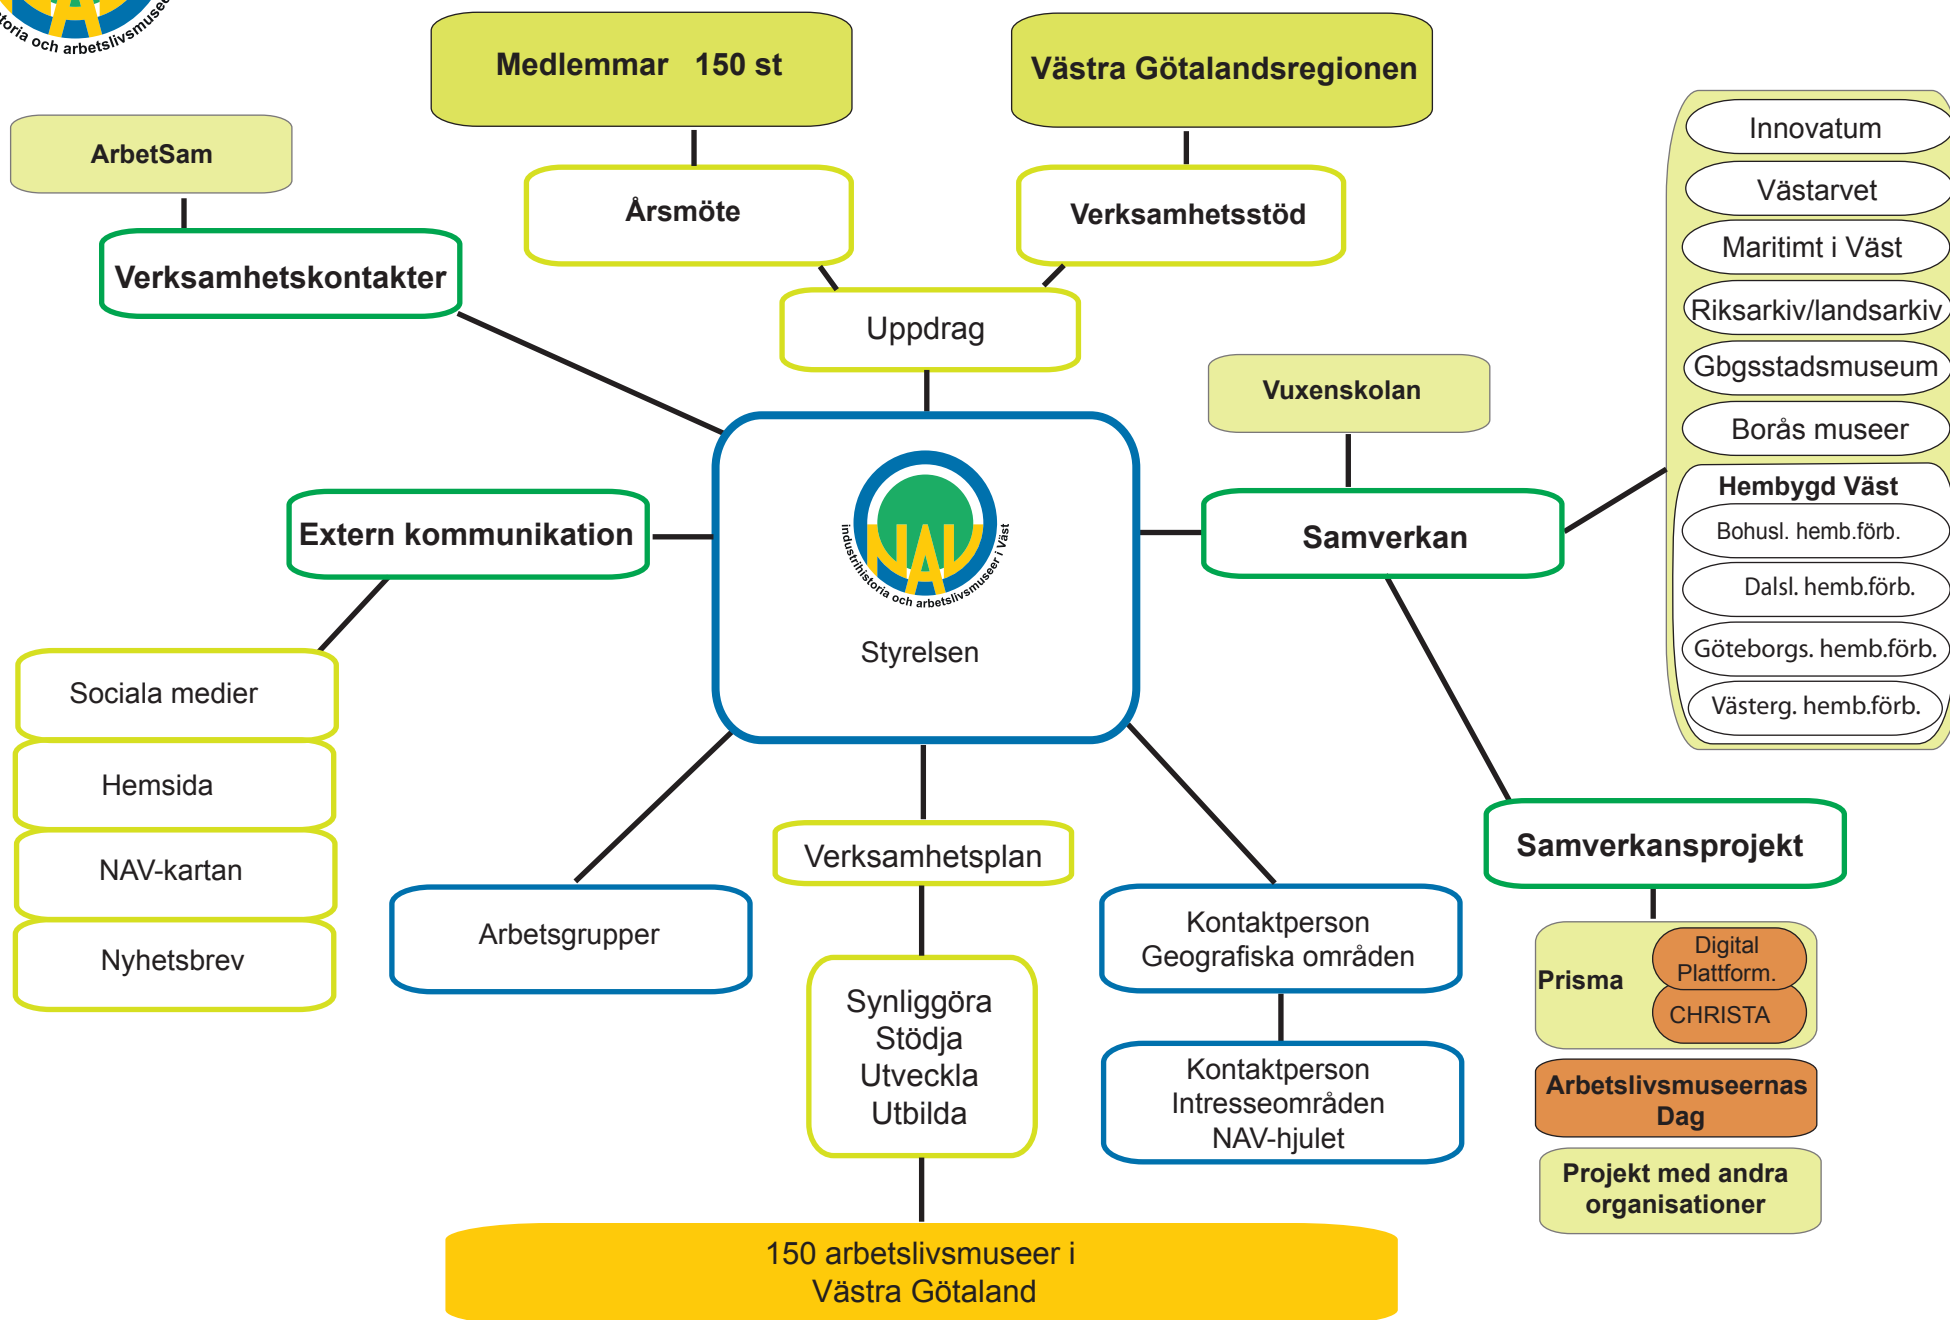 och arbetslivsmuse
Medlemmar 150 st
Västra Götalandsregionen
ArbetSam
Årsmöte
Verksamhetsstöd
Verksamhetskontakter
Uppdrag
Vuxenskolan
Innovatum
Västarvet
Maritimt i Väst
Riksarkiv/landsarkiv
Gbgsstadsmuseum
Borås museer
Hembygd Väst
Bohusl. hemb.förb.
Dalsl. hemb.förb.
Göteborgs. hemb.förb.
Västerg. hemb.förb.
Extern kommunikation
NAV
industrihistoria och arbetslivsmuseer i Väst
Styrelsen
Samverkan
Sociala medier
Hemsida
NAV-kartan
Nyhetsbrev
Arbetsgrupper
Verksamhetsplan
Synliggöra
Stödja
Utveckla
Utbilda
Kontaktperson
Geografiska områden
Kontaktperson
Intresseområden
NAV-hjulet
Samverkansprojekt
Prisma
Digital
Plattform.
CHRISTA
Arbetslivsmuseernas
Dag
Projekt med andra
organisationer
150 arbetslivsmuseer i
Västra Götaland